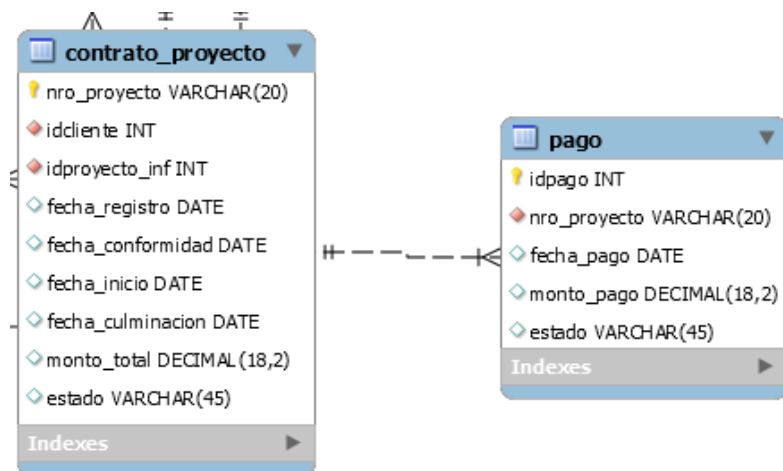 contrato_proyecto
nro_proyecto VARCHAR(20)
idcliente INT
idproyecto_inf INT
fecha_registro DATE
fecha_conformidad DATE
fecha_inicio DATE
fecha_culminacion DATE
monto_total DECIMAL(18,2)
estado VARCHAR(45)
Indexes
pago
idpago INT
nro_proyecto VARCHAR(20)
fecha_pago DATE
monto_pago DECIMAL(18,2)
estado VARCHAR(45)
Indexes